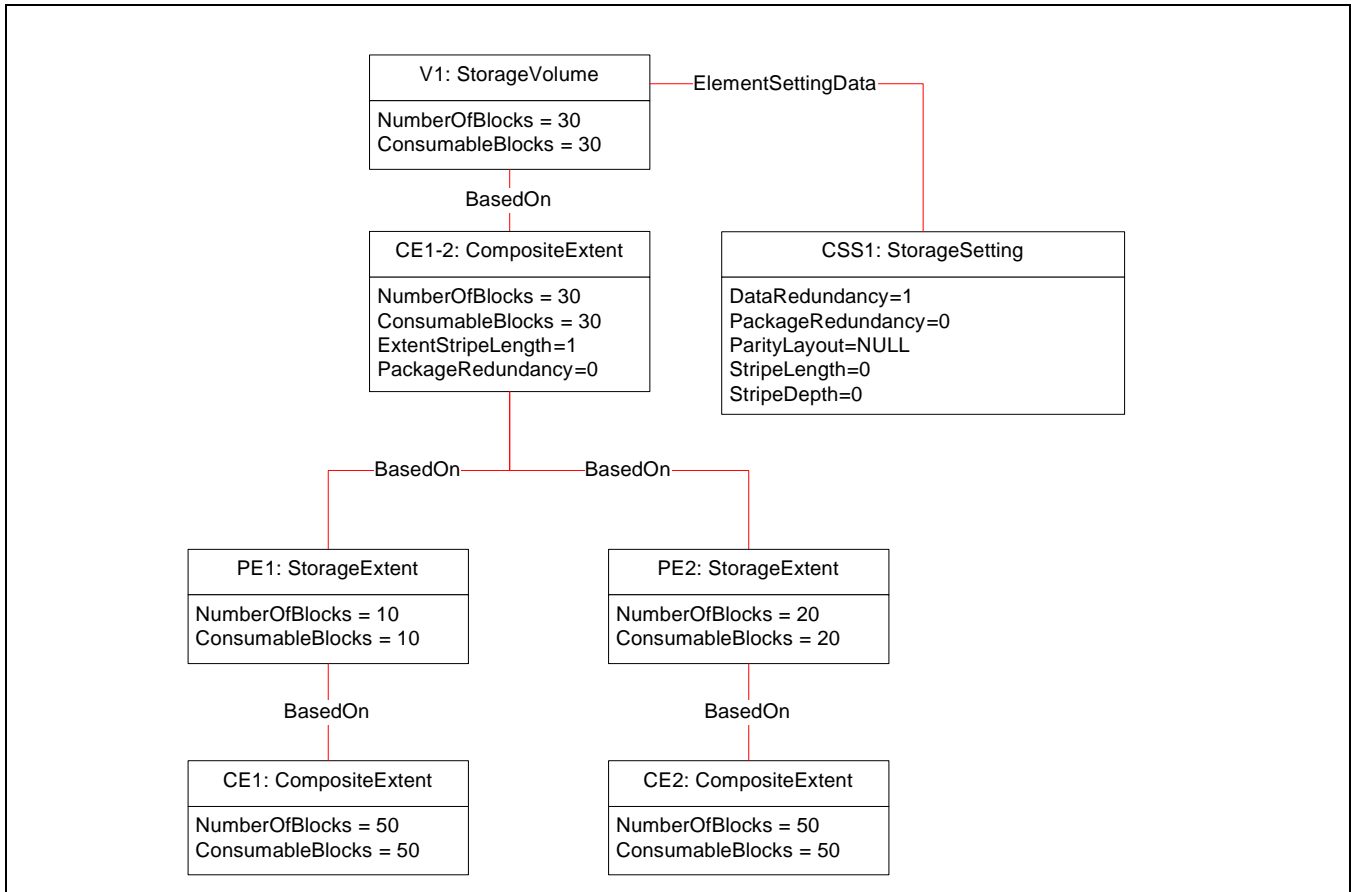 V1: StorageVolume
NumberOfBlocks = 30
ConsumableBlocks = 30
ElementSettingData
BasedOn
CE1-2: CompositeExtent
NumberOfBlocks = 30
ConsumableBlocks = 30
ExtentStripeLength=1
PackageRedundancy=0
CSS1: StorageSetting
DataRedundancy=1
PackageRedundancy=0
ParityLayout=NULL
StripeLength=0
StripeDepth=0
BasedOn
BasedOn
PE1: StorageExtent
NumberOfBlocks = 10
ConsumableBlocks = 10
PE2: StorageExtent
NumberOfBlocks = 20
ConsumableBlocks = 20
BasedOn
BasedOn
CE1: CompositeExtent
NumberOfBlocks = 50
ConsumableBlocks = 50
CE2: CompositeExtent
NumberOfBlocks = 50
ConsumableBlocks = 50